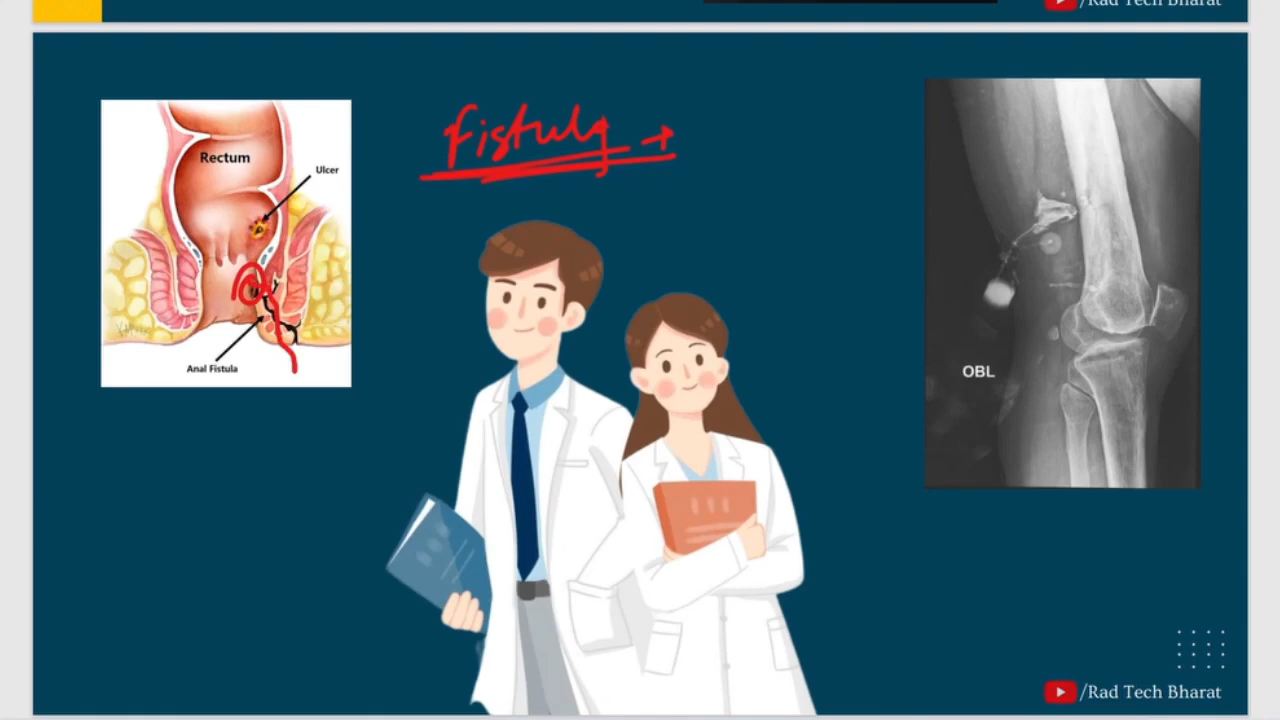 /Rad Tech Bharat
Fistula →
Rectum
Ulcer
Anal Fistula
OBL
/Rad Tech Bharat